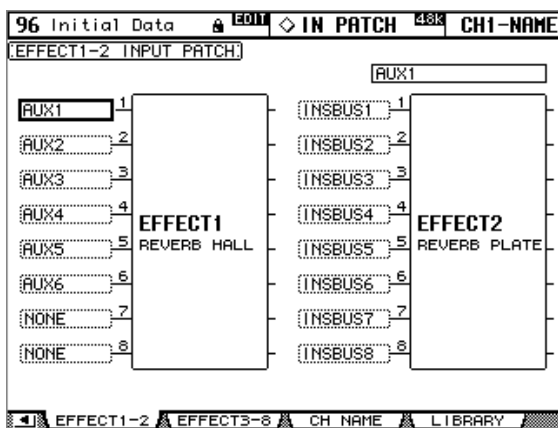 96 Initial Data EDIT IN PATCH 48K CH1-NAME
EFFECT1-2 INPUT PATCH
AUX1
AUX1 1
AUX2 2
AUX3 3
AUX4 4
AUX5 5
AUX6 6
NONE 7
NONE 8
EFFECT1
REVERB HALL
INSBUS1 1
INSBUS2 2
INSBUS3 3
INSBUS4 4
INSBUS5 5
INSBUS6 6
INSBUS7 7
INSBUS8 8
EFFECT2
REVERB PLATE
EFFECT1-2 EFFECT3-8 CH NAME LIBRARY